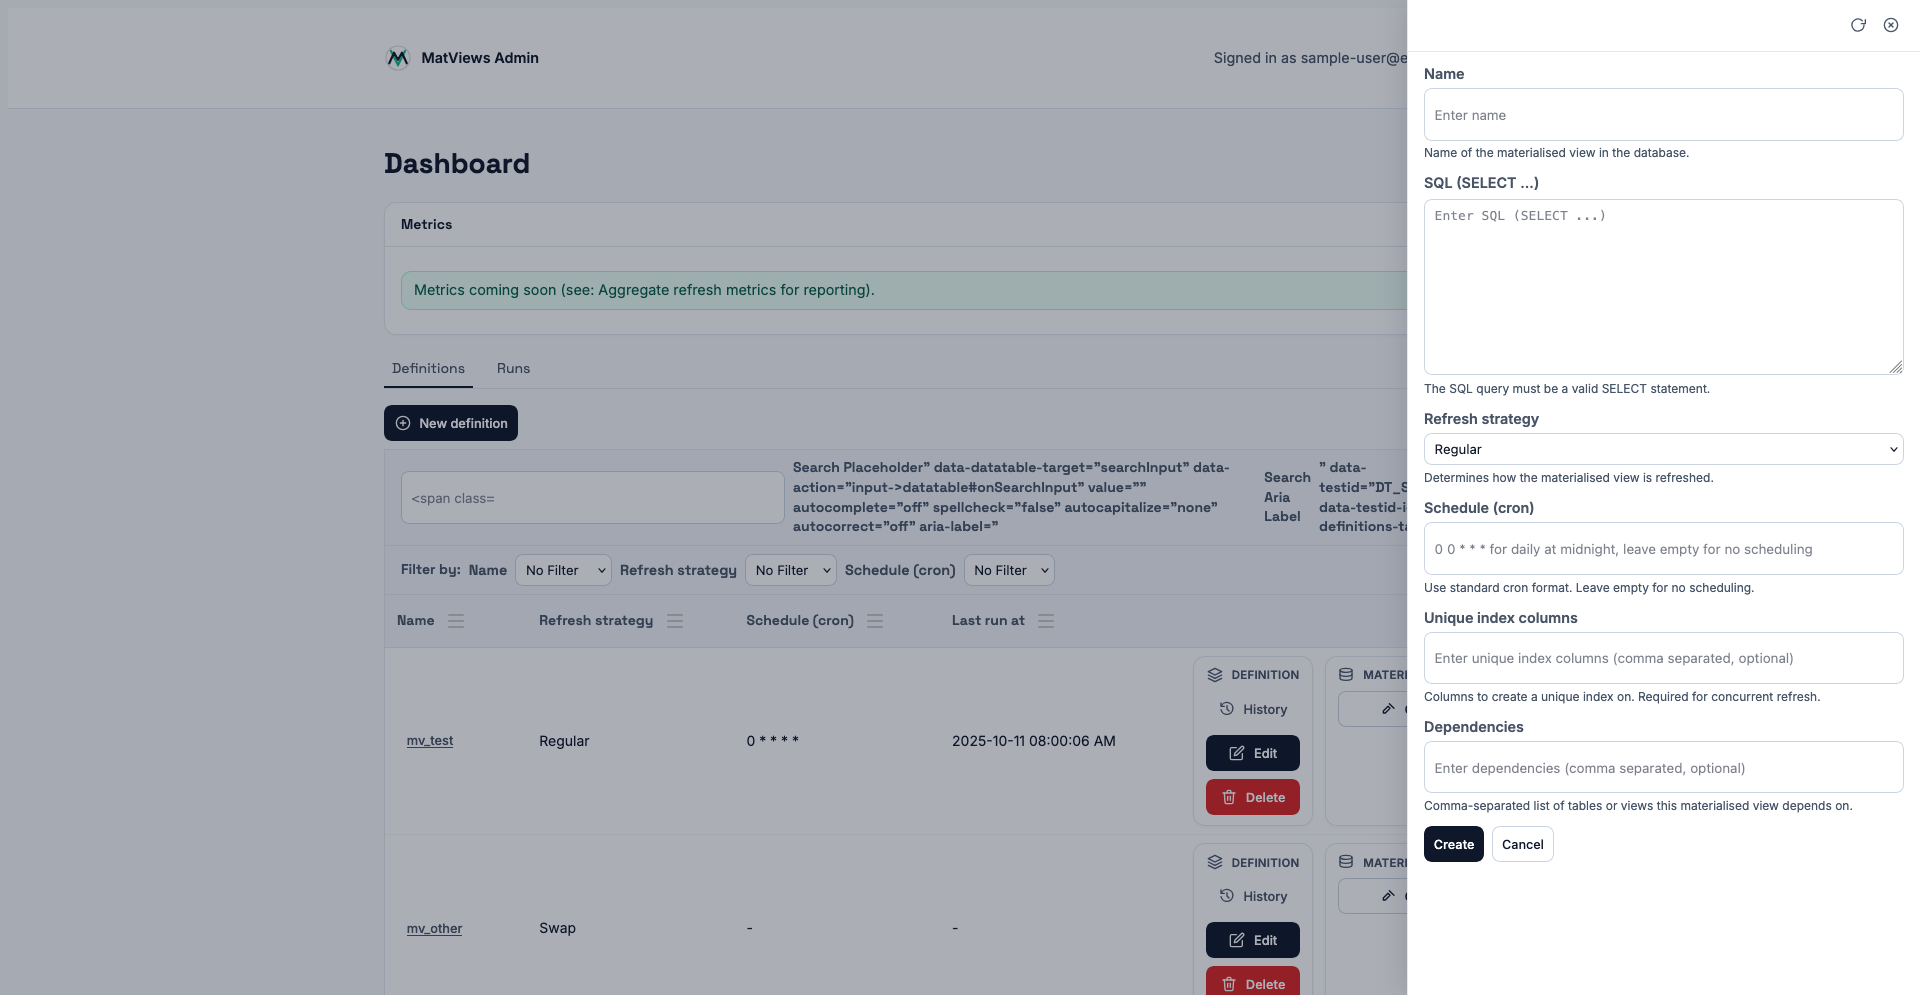 MatViews Admin
Signed in as sample-user@e
Dashboard
Metrics
Metrics coming soon (see: Aggregate refresh metrics for reporting).
Definitions
Runs
New definition
<span class=
Search Placeholder" data-datatable-target="searchInput" data-
action="input->datatable#onSearchInput" value=""
autocomplete="off" spellcheck="false" autocapitalize="none"
autocorrect="off" aria-label="
Search
Aria
Label
" data-
testid="DT_S
data-testid-i
definitions-ta
Filter by:
Name
No Filter
Refresh strategy
No Filter
Schedule (cron)
No Filter
Name
Refresh strategy
Schedule (cron)
Last run at
mv_test
Regular
0 * * * *
2025-10-11 08:00:06 AM
DEFINITION
History
Edit
Delete
MATER
mv_other
Swap
-
-
DEFINITION
History
Edit
Delete
MATER
Name
Enter name
Name of the materialised view in the database.
SQL (SELECT ...)
Enter SQL (SELECT ...)
The SQL query must be a valid SELECT statement.
Refresh strategy
Regular
Determines how the materialised view is refreshed.
Schedule (cron)
0 0 * * * for daily at midnight, leave empty for no scheduling
Use standard cron format. Leave empty for no scheduling.
Unique index columns
Enter unique index columns (comma separated, optional)
Columns to create a unique index on. Required for concurrent refresh.
Dependencies
Enter dependencies (comma separated, optional)
Comma-separated list of tables or views this materialised view depends on.
Create
Cancel